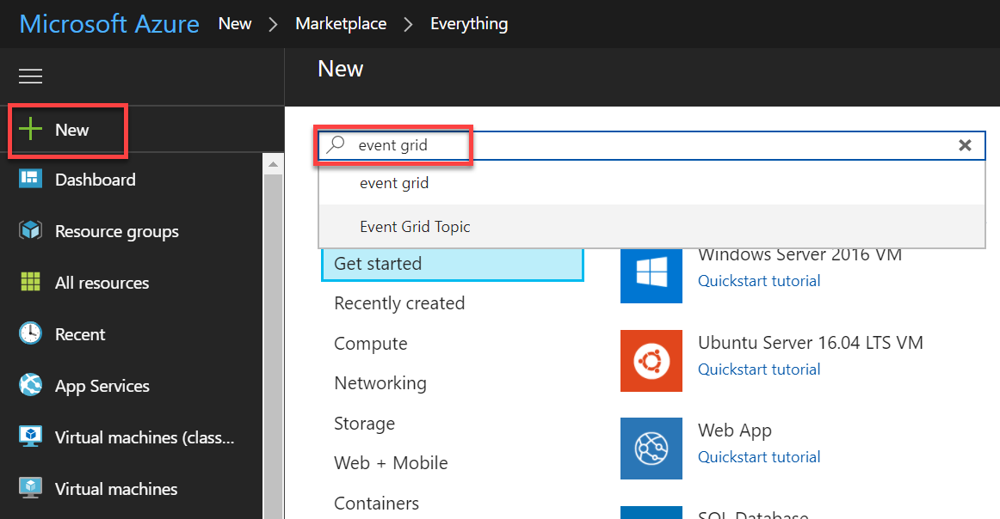 Microsoft Azure New > Marketplace > Everything
New
New
Dashboard
Resource groups
All resources
Recent
App Services
Virtual machines (class...
Virtual machines
event grid
event grid
Event Grid Topic
Get started
Recently created
Compute
Networking
Storage
Web + Mobile
Containers
Windows Server 2016 VM
Quickstart tutorial
Ubuntu Server 16.04 LTS VM
Quickstart tutorial
Web App
Quickstart tutorial
SQL Database